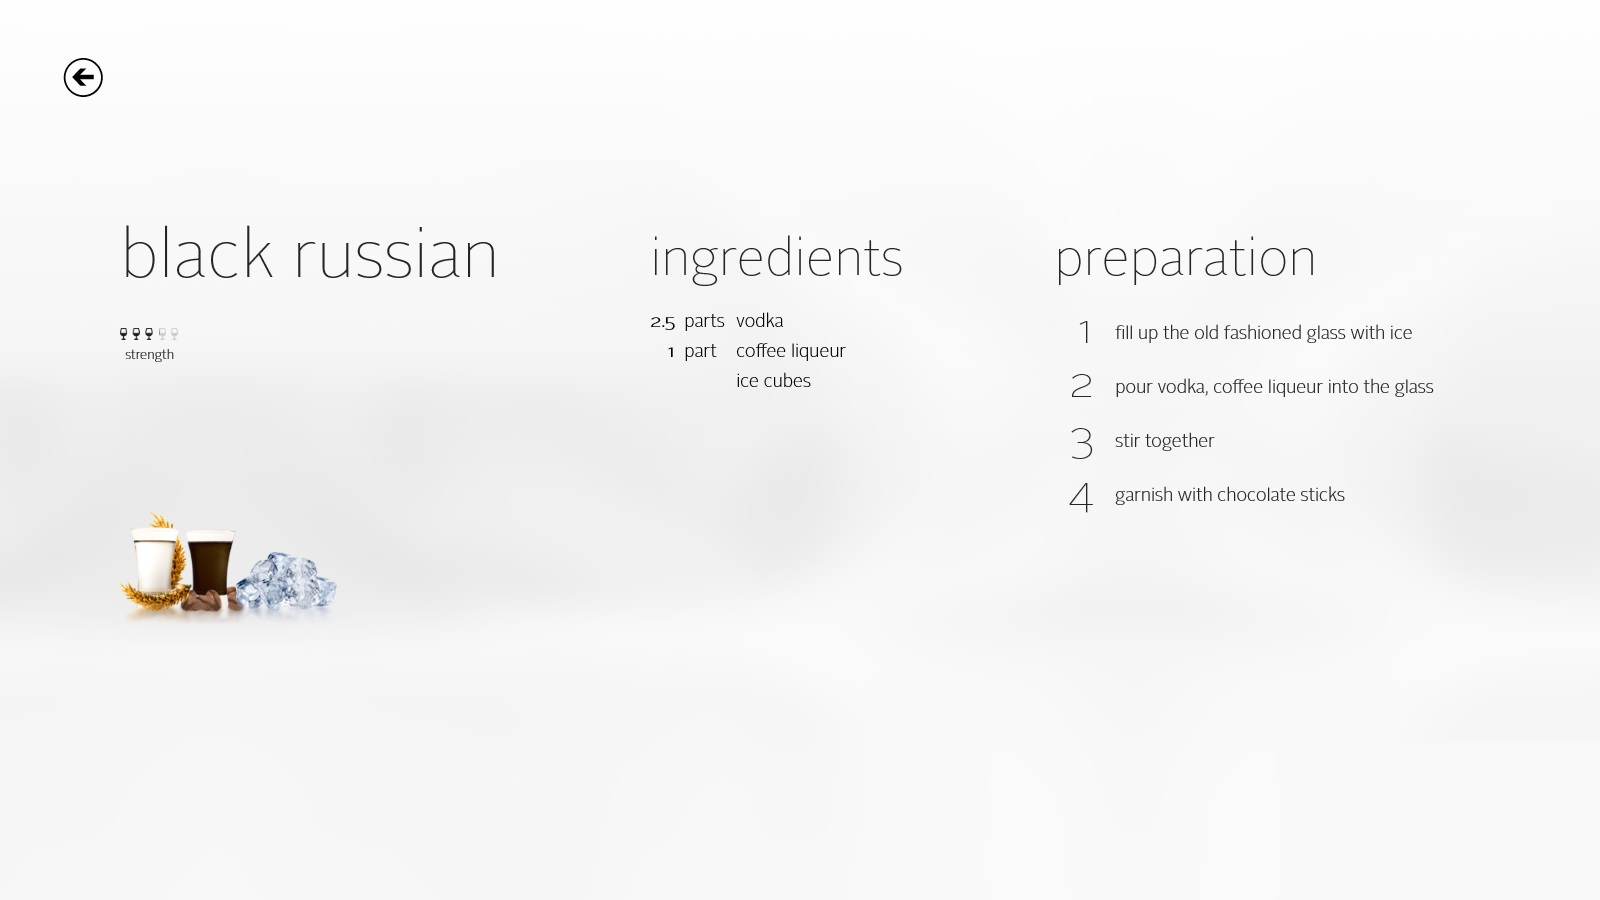 black russian
strength
ingredients
2.5 parts vodka
1 part coffee liqueur
ice cubes
preparation
1 fill up the old fashioned glass with ice
2 pour vodka, coffee liqueur into the glass
3 stir together
4 garnish with chocolate sticks